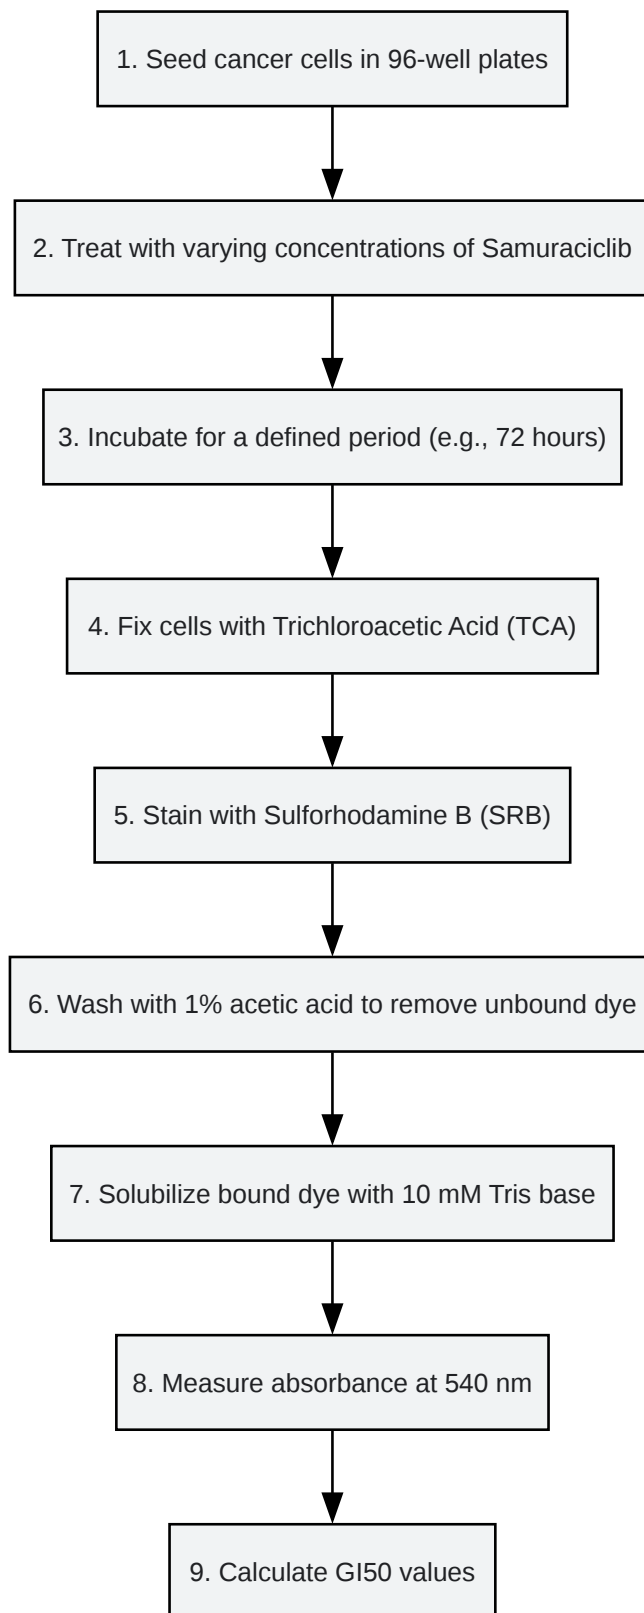 1. Seed cancer cells in 96-well plates
2. Treat with varying concentrations of Samuraciclib
3. Incubate for a defined period (e.g., 72 hours)
4. Fix cells with Trichloroacetic Acid (TCA)
5. Stain with Sulforhodamine B (SRB)
6. Wash with 1% acetic acid to remove unbound dye
7. Solubilize bound dye with 10 mM Tris base
8. Measure absorbance at 540 nm
9. Calculate GI50 values